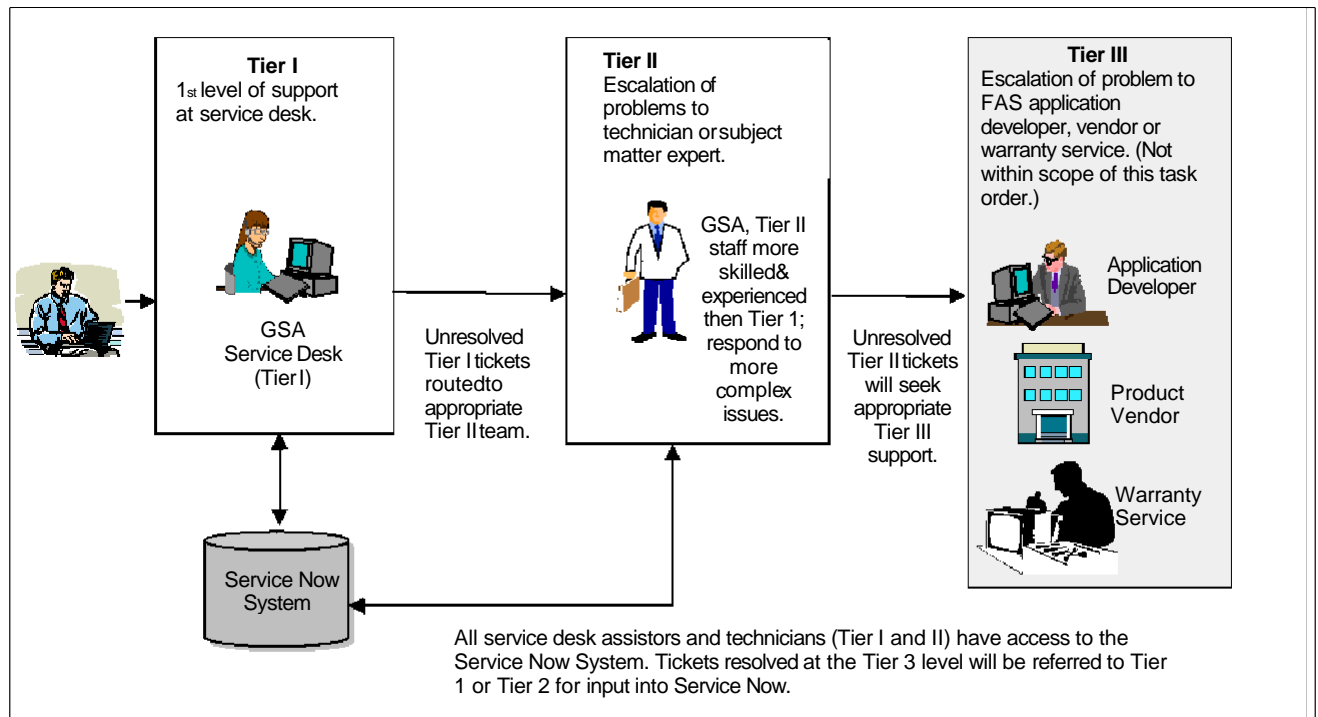 Tier I
1st level of support
at service desk.
GSA
Service Desk
(Tier I)
Unresolved
Tier I tickets
routedto
appropriate
Tier II team.
Tier II
Escalation of
problems to
technician orsubject
matter expert.
GSA, Tier II
staff more
skilled&
experienced
then Tier 1;
respond to
more
complex
issues.
Unresolved
Tier II tickets
will seek
appropriate
Tier III
support.
Tier III
Escalation of problem to
FAS application
developer, vendor or
warranty service. (Not
within scope of this task
order.)
Application
Developer
Product
Vendor
Warranty
Service
Service Now
System
All service desk assistors and technicians (Tier I and II) have access to the
Service Now System. Tickets resolved at the Tier 3 level will be referred to Tier
1 or Tier 2 for input into Service Now.